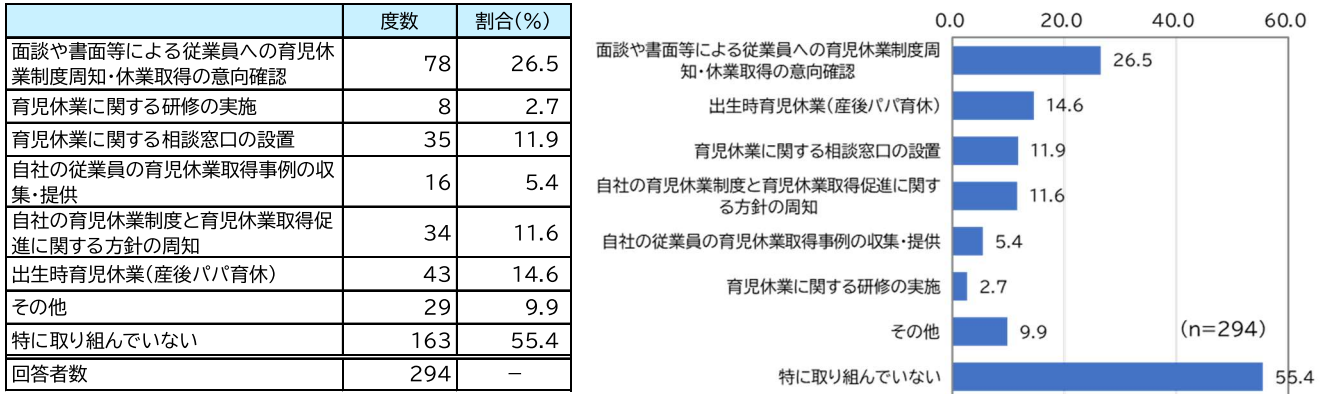 度数 割合(%)
面談や書面等による従業員への育児休
業制度周知・休業取得の意向確認
78 26.5
育児休業に関する研修の実施 8 2.7
育児休業に関する相談窓口の設置 35 11.9
自社の従業員の育児休業取得事例の収
集・提供
16 5.4
自社の育児休業制度と育児休業取得促
進に関する方針の周知
34 11.6
出生時育児休業(産後パパ育休) 43 14.6
その他 29 9.9
特に取り組んでいない 163 55.4
回答者数 294 −
0.0 20.0 40.0 60.0
面談や書面等による従業員への育児休業制度周
知・休業取得の意向確認
26.5
出生時育児休業(産後パパ育休) 14.6
育児休業に関する相談窓口の設置 11.9
自社の育児休業制度と育児休業取得促進に関す
る方針の周知
11.6
自社の従業員の育児休業取得事例の収集・提供 5.4
育児休業に関する研修の実施 2.7
その他 9.9
(n=294)
特に取り組んでいない 55.4